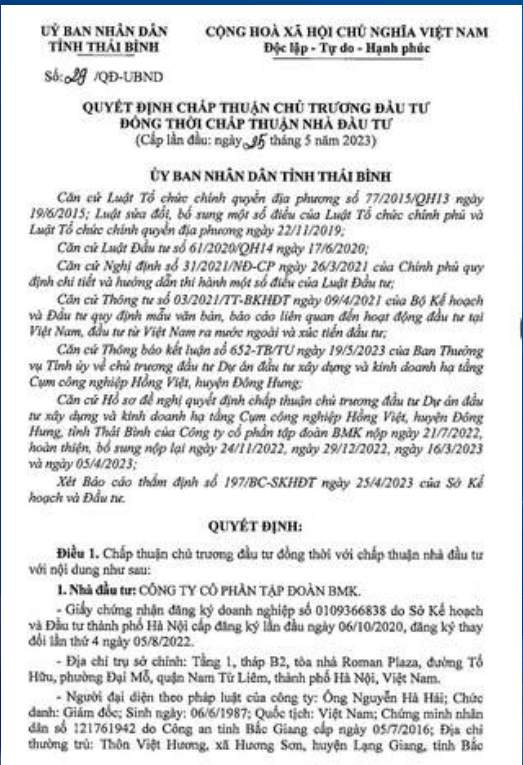 UỶ BAN NHÂN DÂN
TỈNH THÁI BÌNH
CỘNG HOÀ XÃ HỘI CHỦ NGHĨA VIỆT NAM
Độc lập - Tự do - Hạnh phúc
Số: 29 /QĐ-UBND
QUYẾT ĐỊNH CHẤP THUẬN CHỦ TRƯƠNG ĐẦU TƯ
ĐỒNG THỜI CHẤP THUẬN NHÀ ĐẦU TƯ
(Cấp lần đầu: ngày 25 tháng 5 năm 2023)
ỦY BAN NHÂN DÂN TỈNH THÁI BÌNH
Căn cứ Luật Tổ chức chính quyền địa phương số 77/2015/QH13 ngày
19/6/2015; Luật sửa đổi, bổ sung một số điều của Luật Tổ chức chính phủ và
Luật Tổ chức chính quyền địa phương ngày 22/11/2019;
Căn cứ Luật Đầu tư số 61/2020/QH14 ngày 17/6/2020;
Căn cứ Nghị định số 31/2021/NĐ-CP ngày 26/3/2021 của Chính phủ quy
định chi tiết và hướng dẫn thi hành một số điều của Luật Đầu tư;
Căn cứ Thông tư số 03/2021/TT-BKHĐT ngày 09/4/2021 của Bộ Kế hoạch
và Đầu tư quy định mẫu văn bản, báo cáo liên quan đến hoạt động đầu tư tại
Việt Nam, đầu tư từ Việt Nam ra nước ngoài và xúc tiến đầu tư;
Căn cứ Thông báo kết luận số 652-TB/TU ngày 19/5/2023 của Ban Thường
vụ Tỉnh ủy về chủ trương đầu tư Dự án đầu tư xây dựng và kinh doanh hạ tầng
Cụm công nghiệp Hồng Việt, huyện Đông Hưng;
Căn cứ Hồ sơ đề nghị quyết định chấp thuận chủ trương đầu tư Dự án đầu
tư xây dựng và kinh doanh hạ tầng Cụm công nghiệp Hồng Việt, huyện Đông
Hưng, tỉnh Thái Bình của Công ty cổ phần tập đoàn BMK nộp ngày 21/7/2022,
hoàn thiện, bổ sung nộp lại ngày 24/11/2022, ngày 29/12/2022, ngày 16/3/2023
và ngày 05/4/2023;
Xét Báo cáo thẩm định số 197/BC-SKHĐT ngày 25/4/2023 của Sở Kế
hoạch và Đầu tư.
QUYẾT ĐỊNH:
Điều 1. Chấp thuận chủ trương đầu tư đồng thời với chấp thuận nhà đầu tư
với nội dung như sau:
1. Nhà đầu tư: CÔNG TY CỔ PHẦN TẬP ĐOÀN BMK.
- Giấy chứng nhận đăng ký doanh nghiệp số 0109366838 do Sở Kế hoạch
và Đầu tư thành phố Hà Nội cấp đăng ký lần đầu ngày 06/10/2020, đăng ký thay
đổi lần thứ 4 ngày 05/8/2022.
- Địa chỉ trụ sở chính: Tầng 1, tháp B2, tòa nhà Roman Plaza, đường Tố
Hữu, phường Đại Mỗ, quận Nam Từ Liêm, thành phố Hà Nội, Việt Nam.
- Người đại diện theo pháp luật của công ty: Ông Nguyễn Hà Hải; Chức
danh: Giám đốc; Sinh ngày: 06/6/1987; Quốc tịch: Việt Nam; Chứng minh nhân
dân số 121761942 do Công an tỉnh Bắc Giang cấp ngày 05/7/2016; Địa chỉ
thường trú: Thôn Việt Hương, xã Hương Sơn, huyện Lạng Giang, tỉnh Bắc